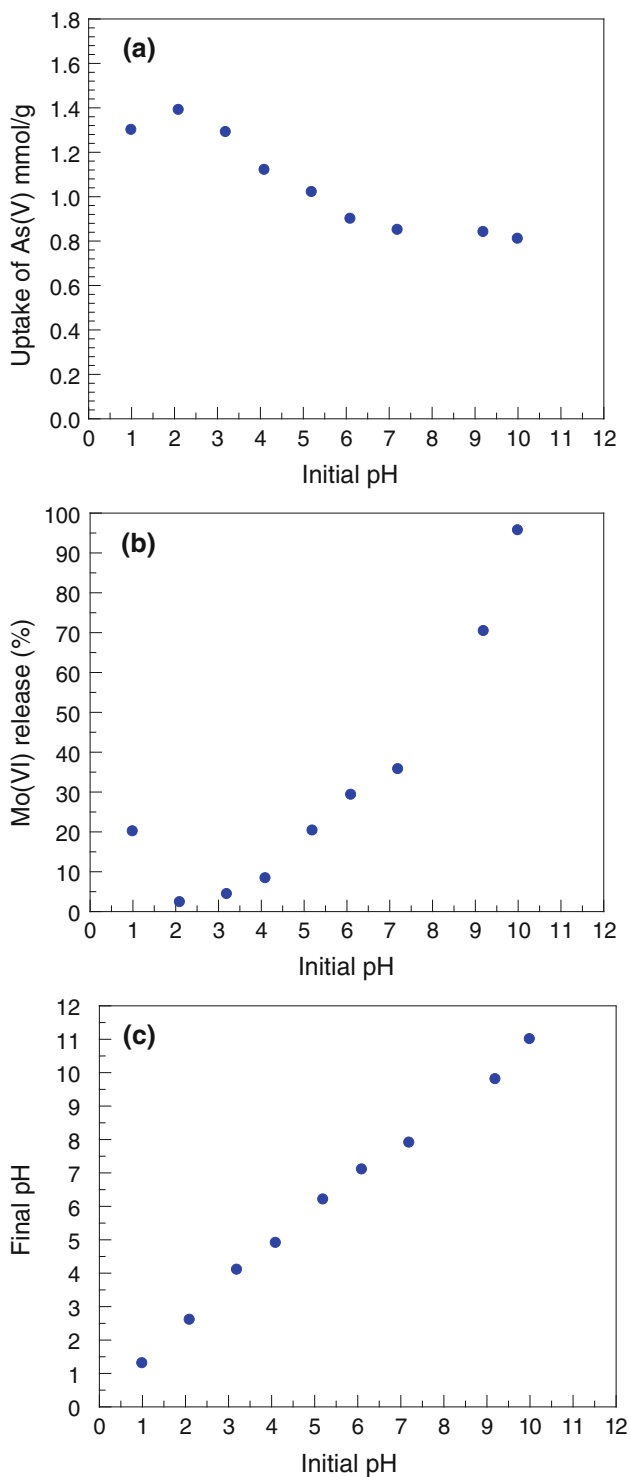 (a)
Uptake of As(V) mmol/g
1.8
1.6
1.4
1.2
1.0
0.8
0.6
0.4
0.2
0.0
0 1 2 3 4 5 6 7 8 9 10 11 12
Initial pH
(b)
Mo(VI) release (%)
100
90
80
70
60
50
40
30
20
10
0
0 1 2 3 4 5 6 7 8 9 10 11 12
Initial pH
(c)
Final pH
12
11
10
9
8
7
6
5
4
3
2
1
0
0 1 2 3 4 5 6 7 8 9 10 11 12
Initial pH